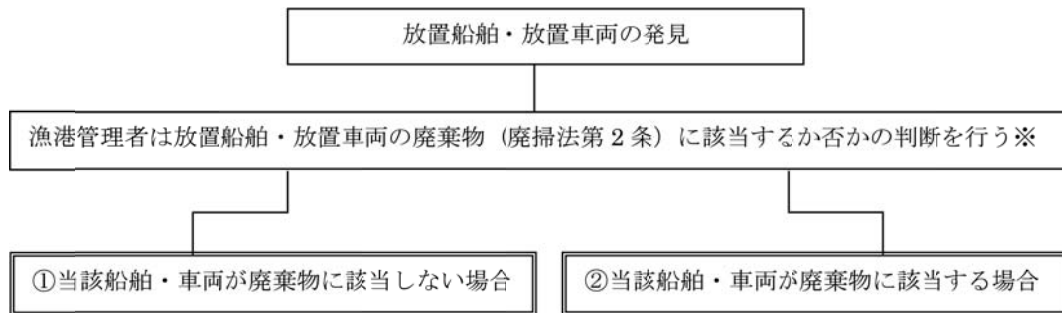 放置船舶・放置車両の発見
漁港管理者は放置船舶・放置車両の廃棄物（廃掃法第２条）に該当するか否かの判断を行う※
①当該船舶・車両が廃棄物に該当しない場合
②当該船舶・車両が廃棄物に該当する場合